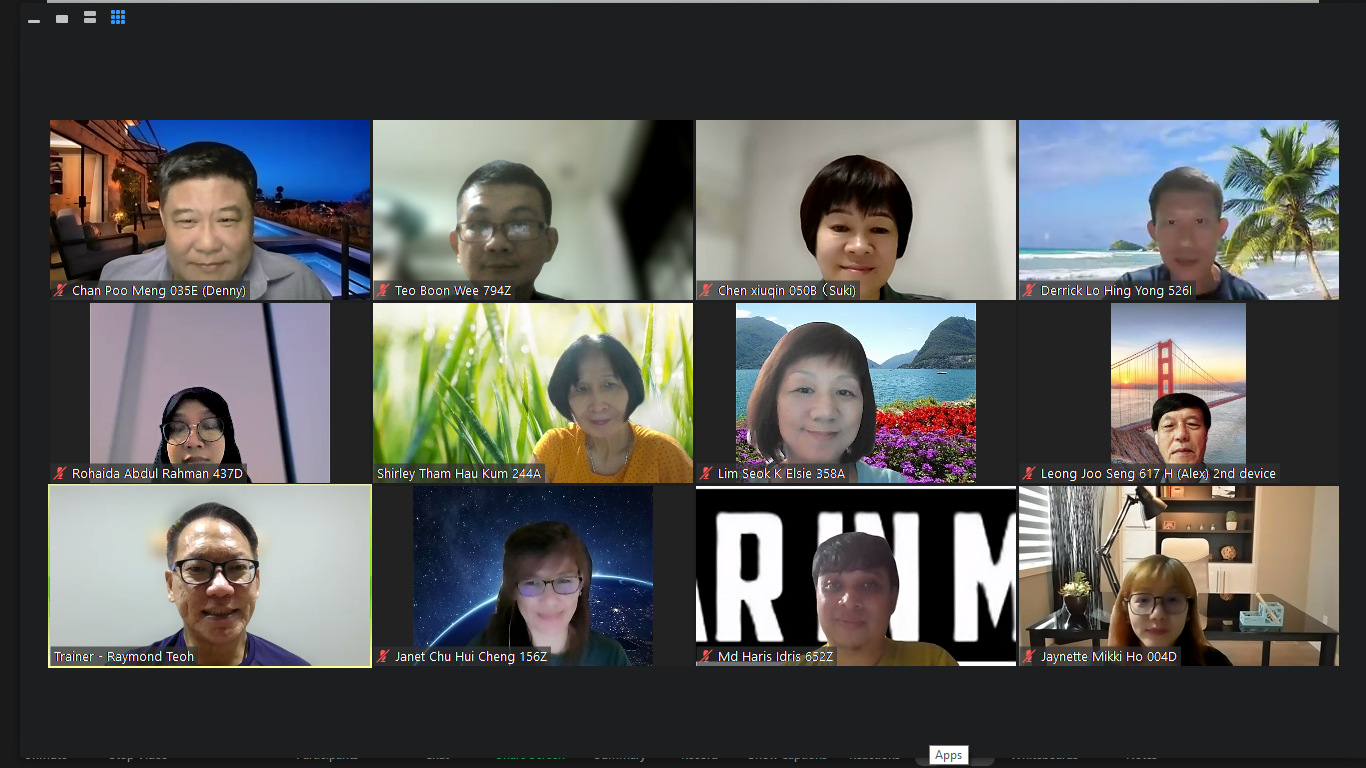 Chan Poo Meng 035E (Denny)
Teo Boon Wee 794Z
Chen xiuqin 050B (Suki)
Derrick Lo Hing Yong 526I
Rohaida Abdul Rahman 437D
Shirley Tham Hau Kum 244A
Lim Seok K Elsie 358A
Leong Joo Seng 617 H (Alex) 2nd device
Trainer - Raymond Teoh
Janet Chu Hui Cheng 156Z
AR IN M
Md Haris Idris 652Z
Jaynette Mikki Ho 004D
Apps